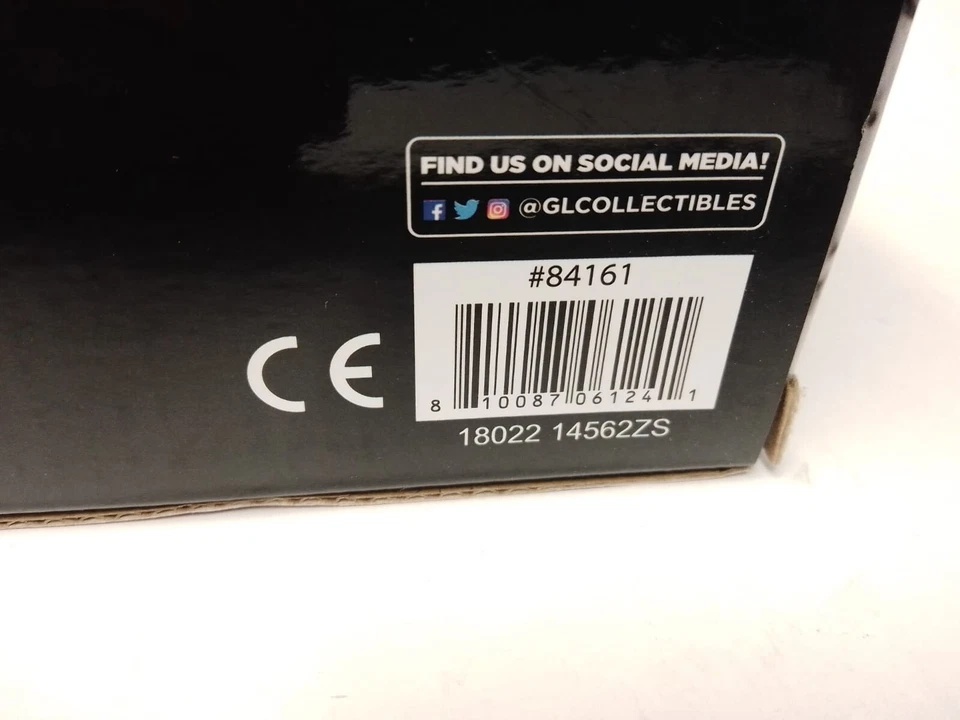 FIND US ON SOCIAL MEDIA!
@GLCOLLECTIBLES
#84161
8 10087 06124 1
CE
18022 14562ZS